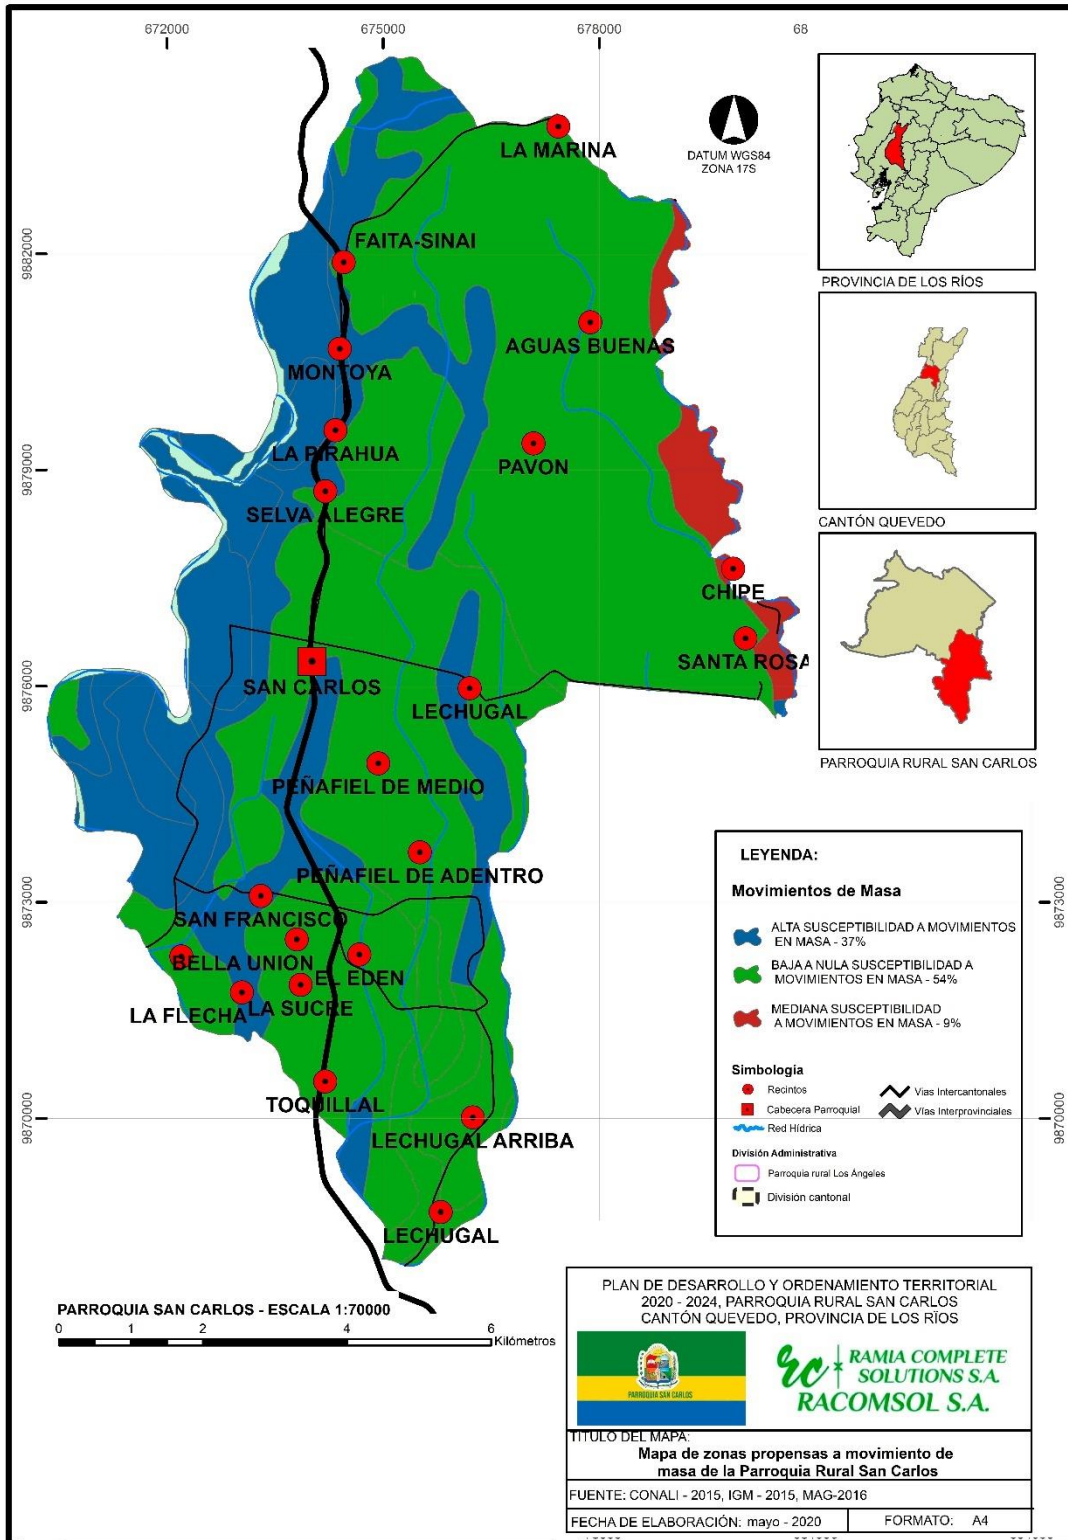 672000
675000
678000
68
DATUM WGS84
ZONA 17S
LA MARINA
FAITA-SINAI
9882000
AGUAS BUENAS
MONTOYA
LA PIRAHUA
PAVON
9879000
SELVA ALEGRE
CHIPE
SANTA ROSA
SAN CARLOS
9876000
LECHUGAL
PEÑAFIEL DE MEDIO
PEÑAFIEL DE ADENTRO
9873000
9873000
SAN FRANCISCO
BELLA UNION
EL EDEN
LA FLECHA
LA SUCRE
TOQUILLAL
9870000
9870000
LECHUGAL ARRIBA
LECHUGAL
PROVINCIA DE LOS RÍOS
CANTÓN QUEVEDO
PARROQUIA RURAL SAN CARLOS
LEYENDA:
Movimientos de Masa
ALTA SUSCEPTIBILIDAD A MOVIMIENTOS
EN MASA - 37%
BAJA A NULA SUSCEPTIBILIDAD A
MOVIMIENTOS EN MASA - 54%
MEDIANA SUSCEPTIBILIDAD
A MOVIMIENTOS EN MASA - 9%
Simbología
Recintos
Vias Intercantonales
Cabecera Parroquial
Vías Interprovinciales
Red Hídrica
División Administrativa
Parroquia rural Los Ángeles
División cantonal
PARROQUIA SAN CARLOS - ESCALA 1:70000
0 1 2 4 6
Kilómetros
PLAN DE DESARROLLO Y ORDENAMIENTO TERRITORIAL
2020 - 2024, PARROQUIA RURAL SAN CARLOS
CANTÓN QUEVEDO, PROVINCIA DE LOS RÍOS
PARROQUIA SAN CARLOS
rc RAMIA COMPLETE
SOLUTIONS S.A.
RACOMSOL S.A.
TITULO DEL MAPA:
Mapa de zonas propensas a movimiento de
masa de la Parroquia Rural San Carlos
FUENTE: CONALI - 2015, IGM - 2015, MAG-2016
FECHA DE ELABORACIÓN: mayo - 2020
FORMATO: A4